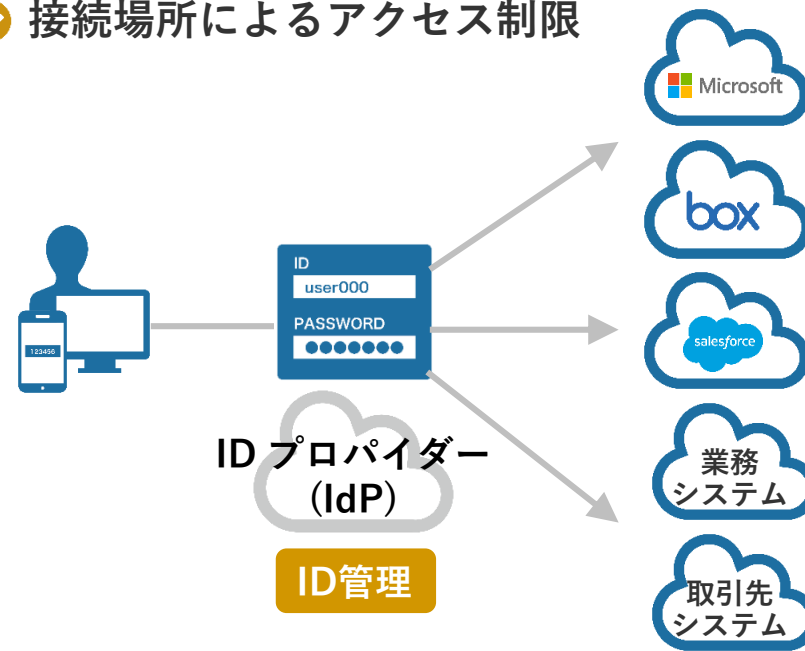 接続場所によるアクセス制限
Microsoft
box
ID
user000
PASSWORD
salesforce
123456
ID プロバイダー
(IdP)
業務
システム
ID管理
取引先
システム